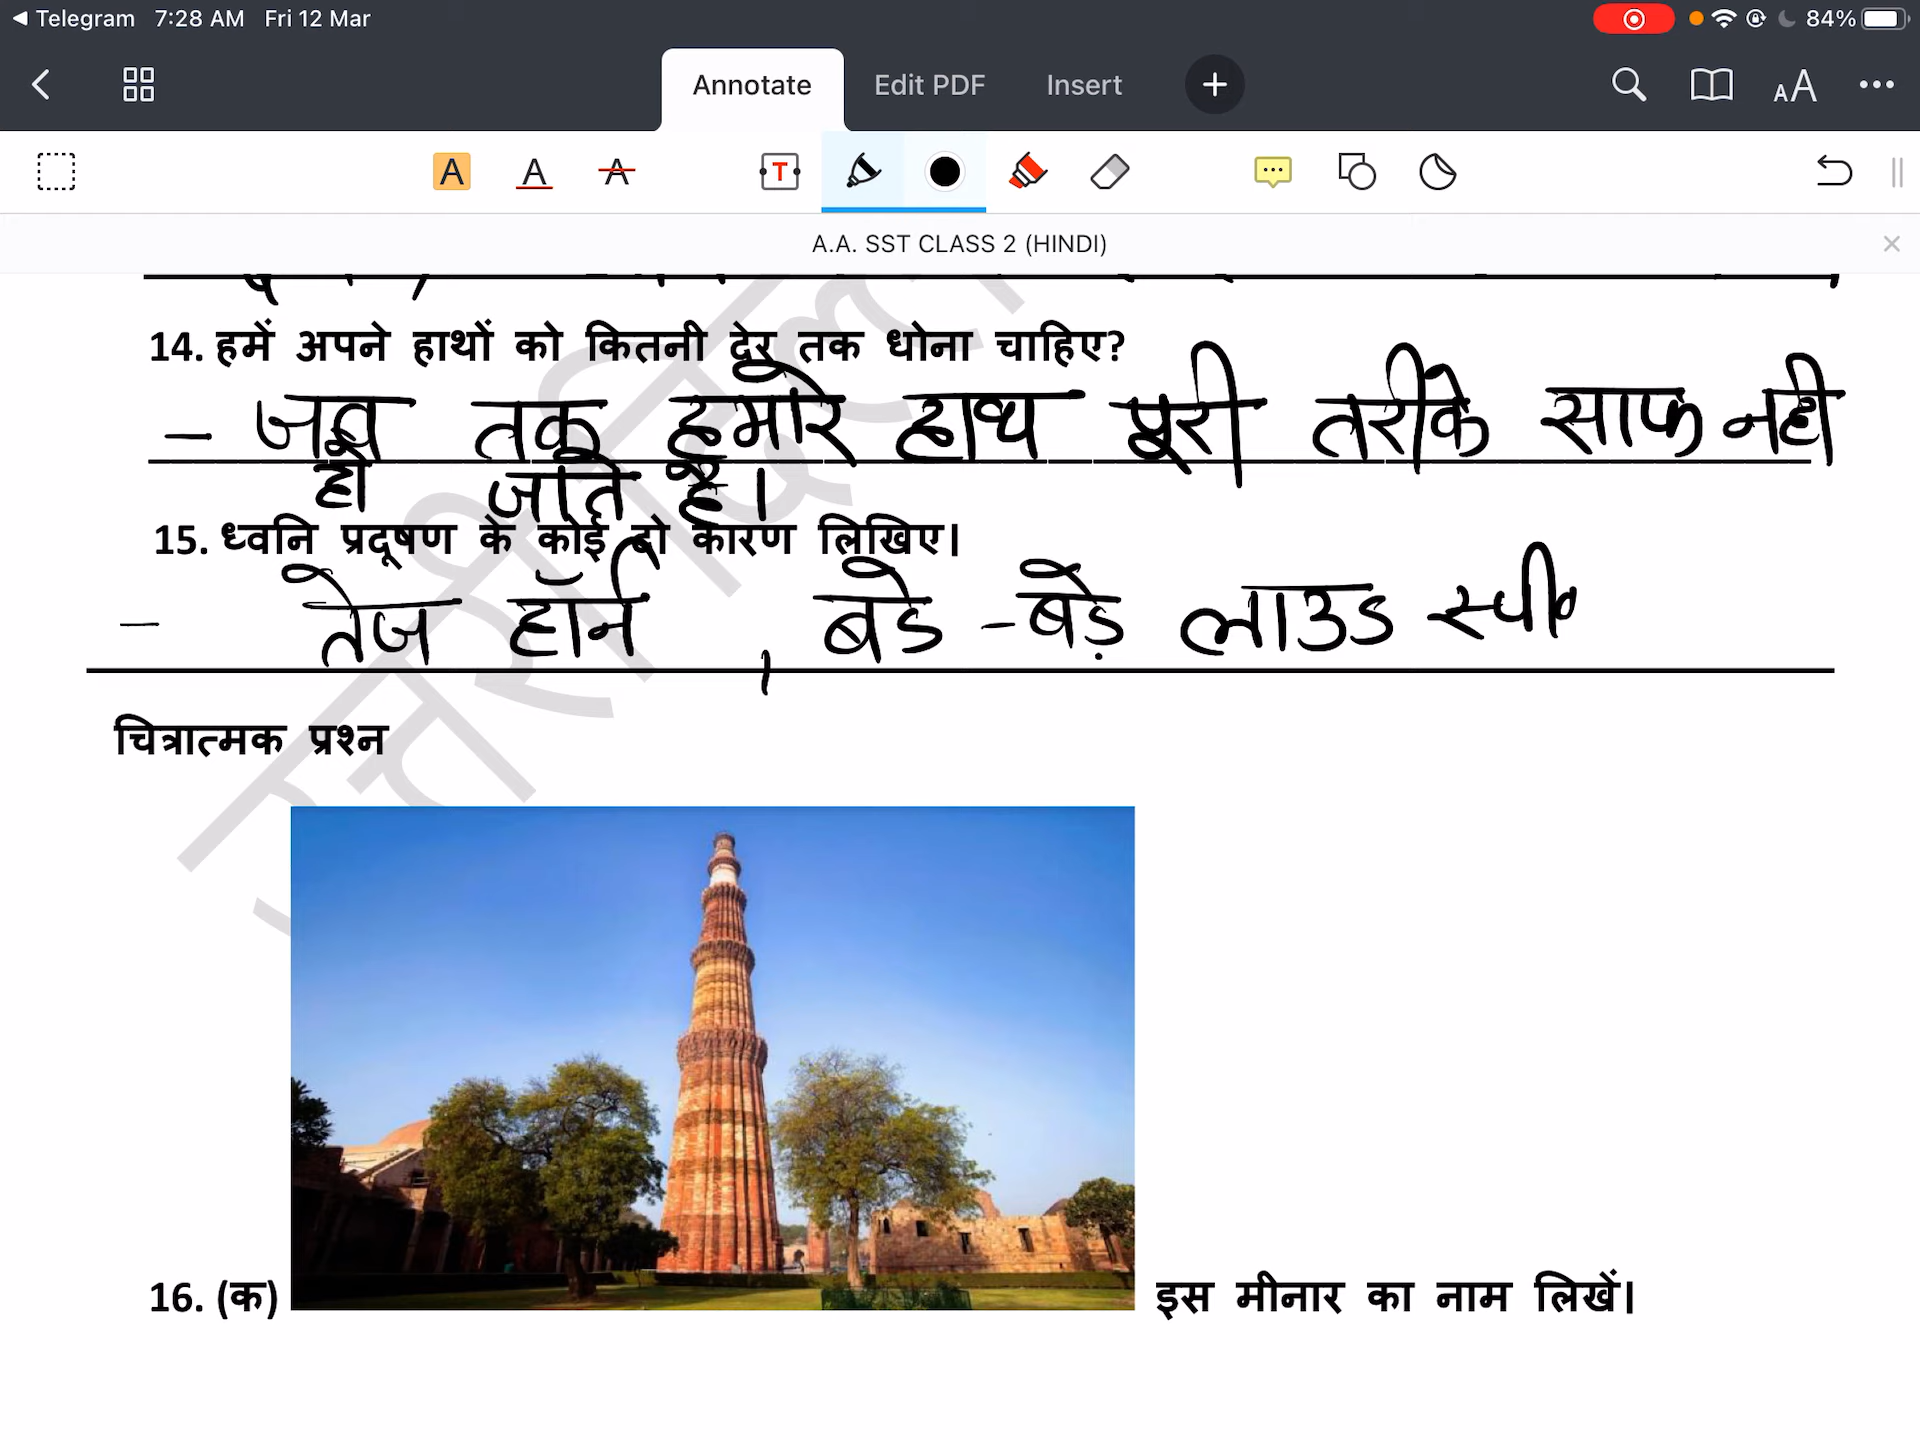 Telegram 7:28 AM Fri 12 Mar 84%
Annotate Edit PDF Insert
A.A. SST CLASS 2 (HINDI)
14. हमें अपने हाथों को कितनी देर तक धोना चाहिए?
– जब तक हमारे हाथ पूरी तरीके साफ नही
हो जाते है।
15. ध्वनि प्रदूषण के कोई दो कारण लिखिए।
– तेज हॉर्न , बडे - बड़े लाउड स्पी
चित्रात्मक प्रश्न
16. (क) इस मीनार का नाम लिखें।